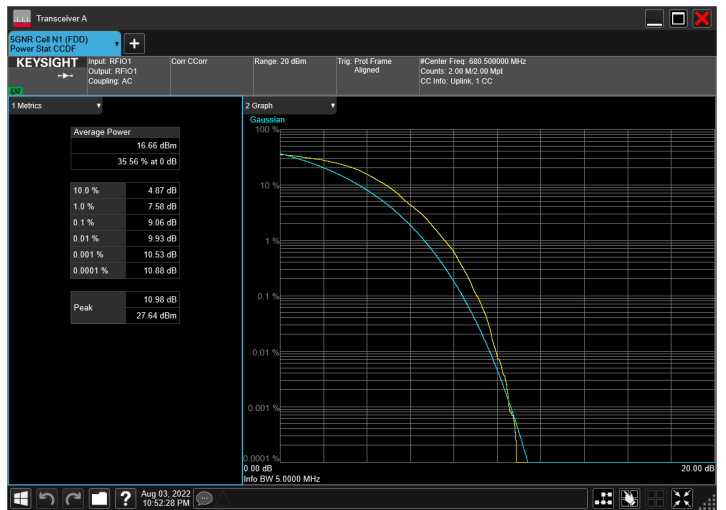 Transceiver A
5GNR Cell N1 (FDD)
Power Stat CCDF
KEYSIGHT
LXI
Input: RFIO1
Output: RFIO1
Coupling: AC
Corr CCorr
Range: 20 dBm
Trig: Prot Frame
Aligned
#Center Freq: 680.500000 MHz
Counts: 2.00 M/2.00 Mpt
CC Info: Uplink, 1 CC
1 Metrics
Average Power
16.66 dBm
35.56 % at 0 dB
10.0 % 4.87 dB
1.0 % 7.58 dB
0.1 % 9.06 dB
0.01 % 9.93 dB
0.001 % 10.53 dB
0.0001 % 10.88 dB
Peak 10.98 dB
27.64 dBm
2 Graph
Gaussian
100 %
10 %
1 %
0.1 %
0.01 %
0.001 %
0.0001 %
0.00 dB 20.00 dB
Info BW 5.0000 MHz
? Aug 03, 2022
10:52:28 PM